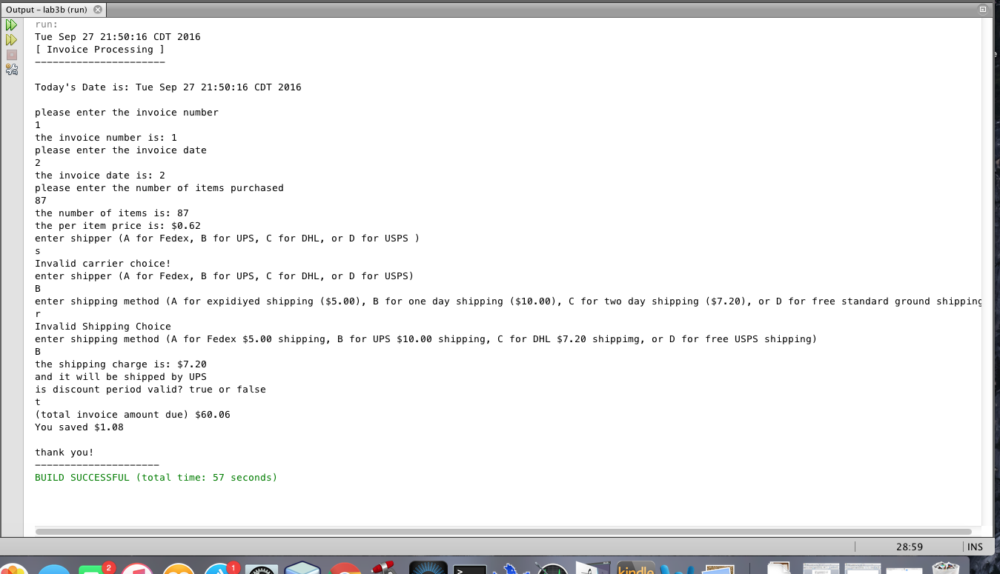 Output – lab3b (run)
run:
Tue Sep 27 21:50:16 CDT 2016
[ Invoice Processing ]
----------------------
Today's Date is: Tue Sep 27 21:50:16 CDT 2016
please enter the invoice number
1
the invoice number is: 1
please enter the invoice date
2
the invoice date is: 2
please enter the number of items purchased
87
the number of items is: 87
the per item price is: $0.62
enter shipper (A for Fedex, B for UPS, C for DHL, or D for USPS )
s
Invalid carrier choice!
enter shipper (A for Fedex, B for UPS, C for DHL, or D for USPS)
B
enter shipping method (A for expidiyed shipping ($5.00), B for one day shipping ($10.00), C for two day shipping ($7.20), or D for free standard ground shipping
r
Invalid Shipping Choice
enter shipping method (A for Fedex $5.00 shipping, B for UPS $10.00 shipping, C for DHL $7.20 shippimg, or D for free USPS shipping)
B
the shipping charge is: $7.20
and it will be shipped by UPS
is discount period valid? true or false
t
(total invoice amount due) $60.06
You saved $1.08
thank you!
---------------------
BUILD SUCCESSFUL (total time: 57 seconds)
28:59 INS
2
1
kindle